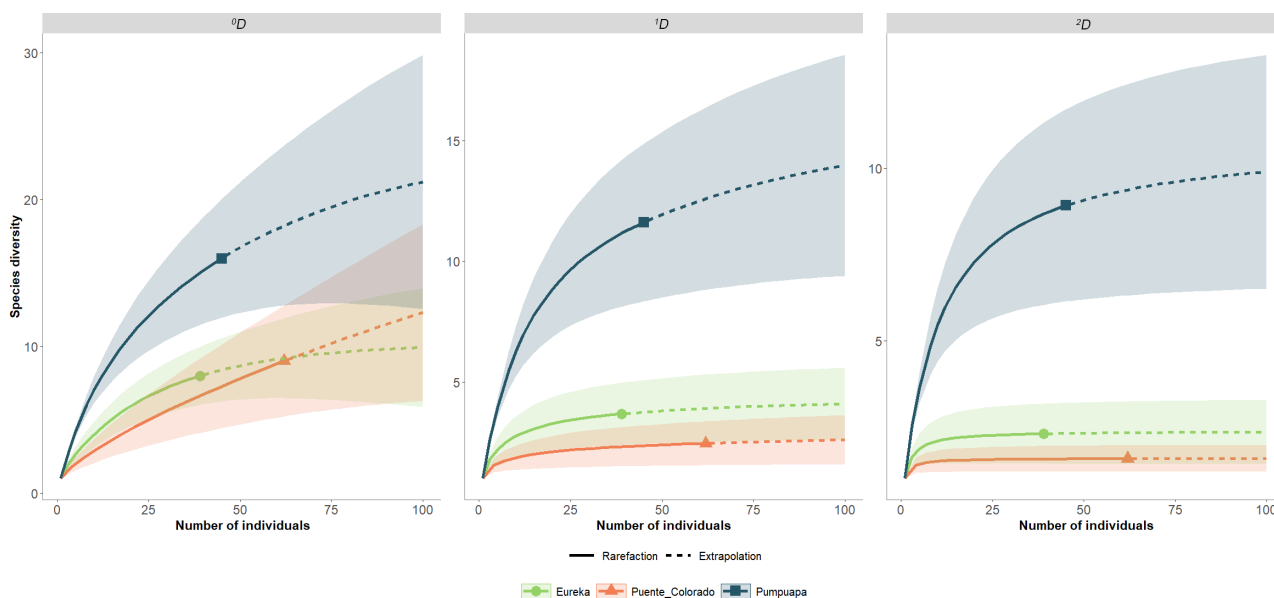 ⁰D
¹D
²D
Species diversity
30
20
10
0
15
10
5
10
5
0
25
50
75
100
0
25
50
75
100
0
25
50
75
100
Number of individuals
Number of individuals
Number of individuals
Rarefaction
Extrapolation
Eureka
Puente_Colorado
Pumpuapa